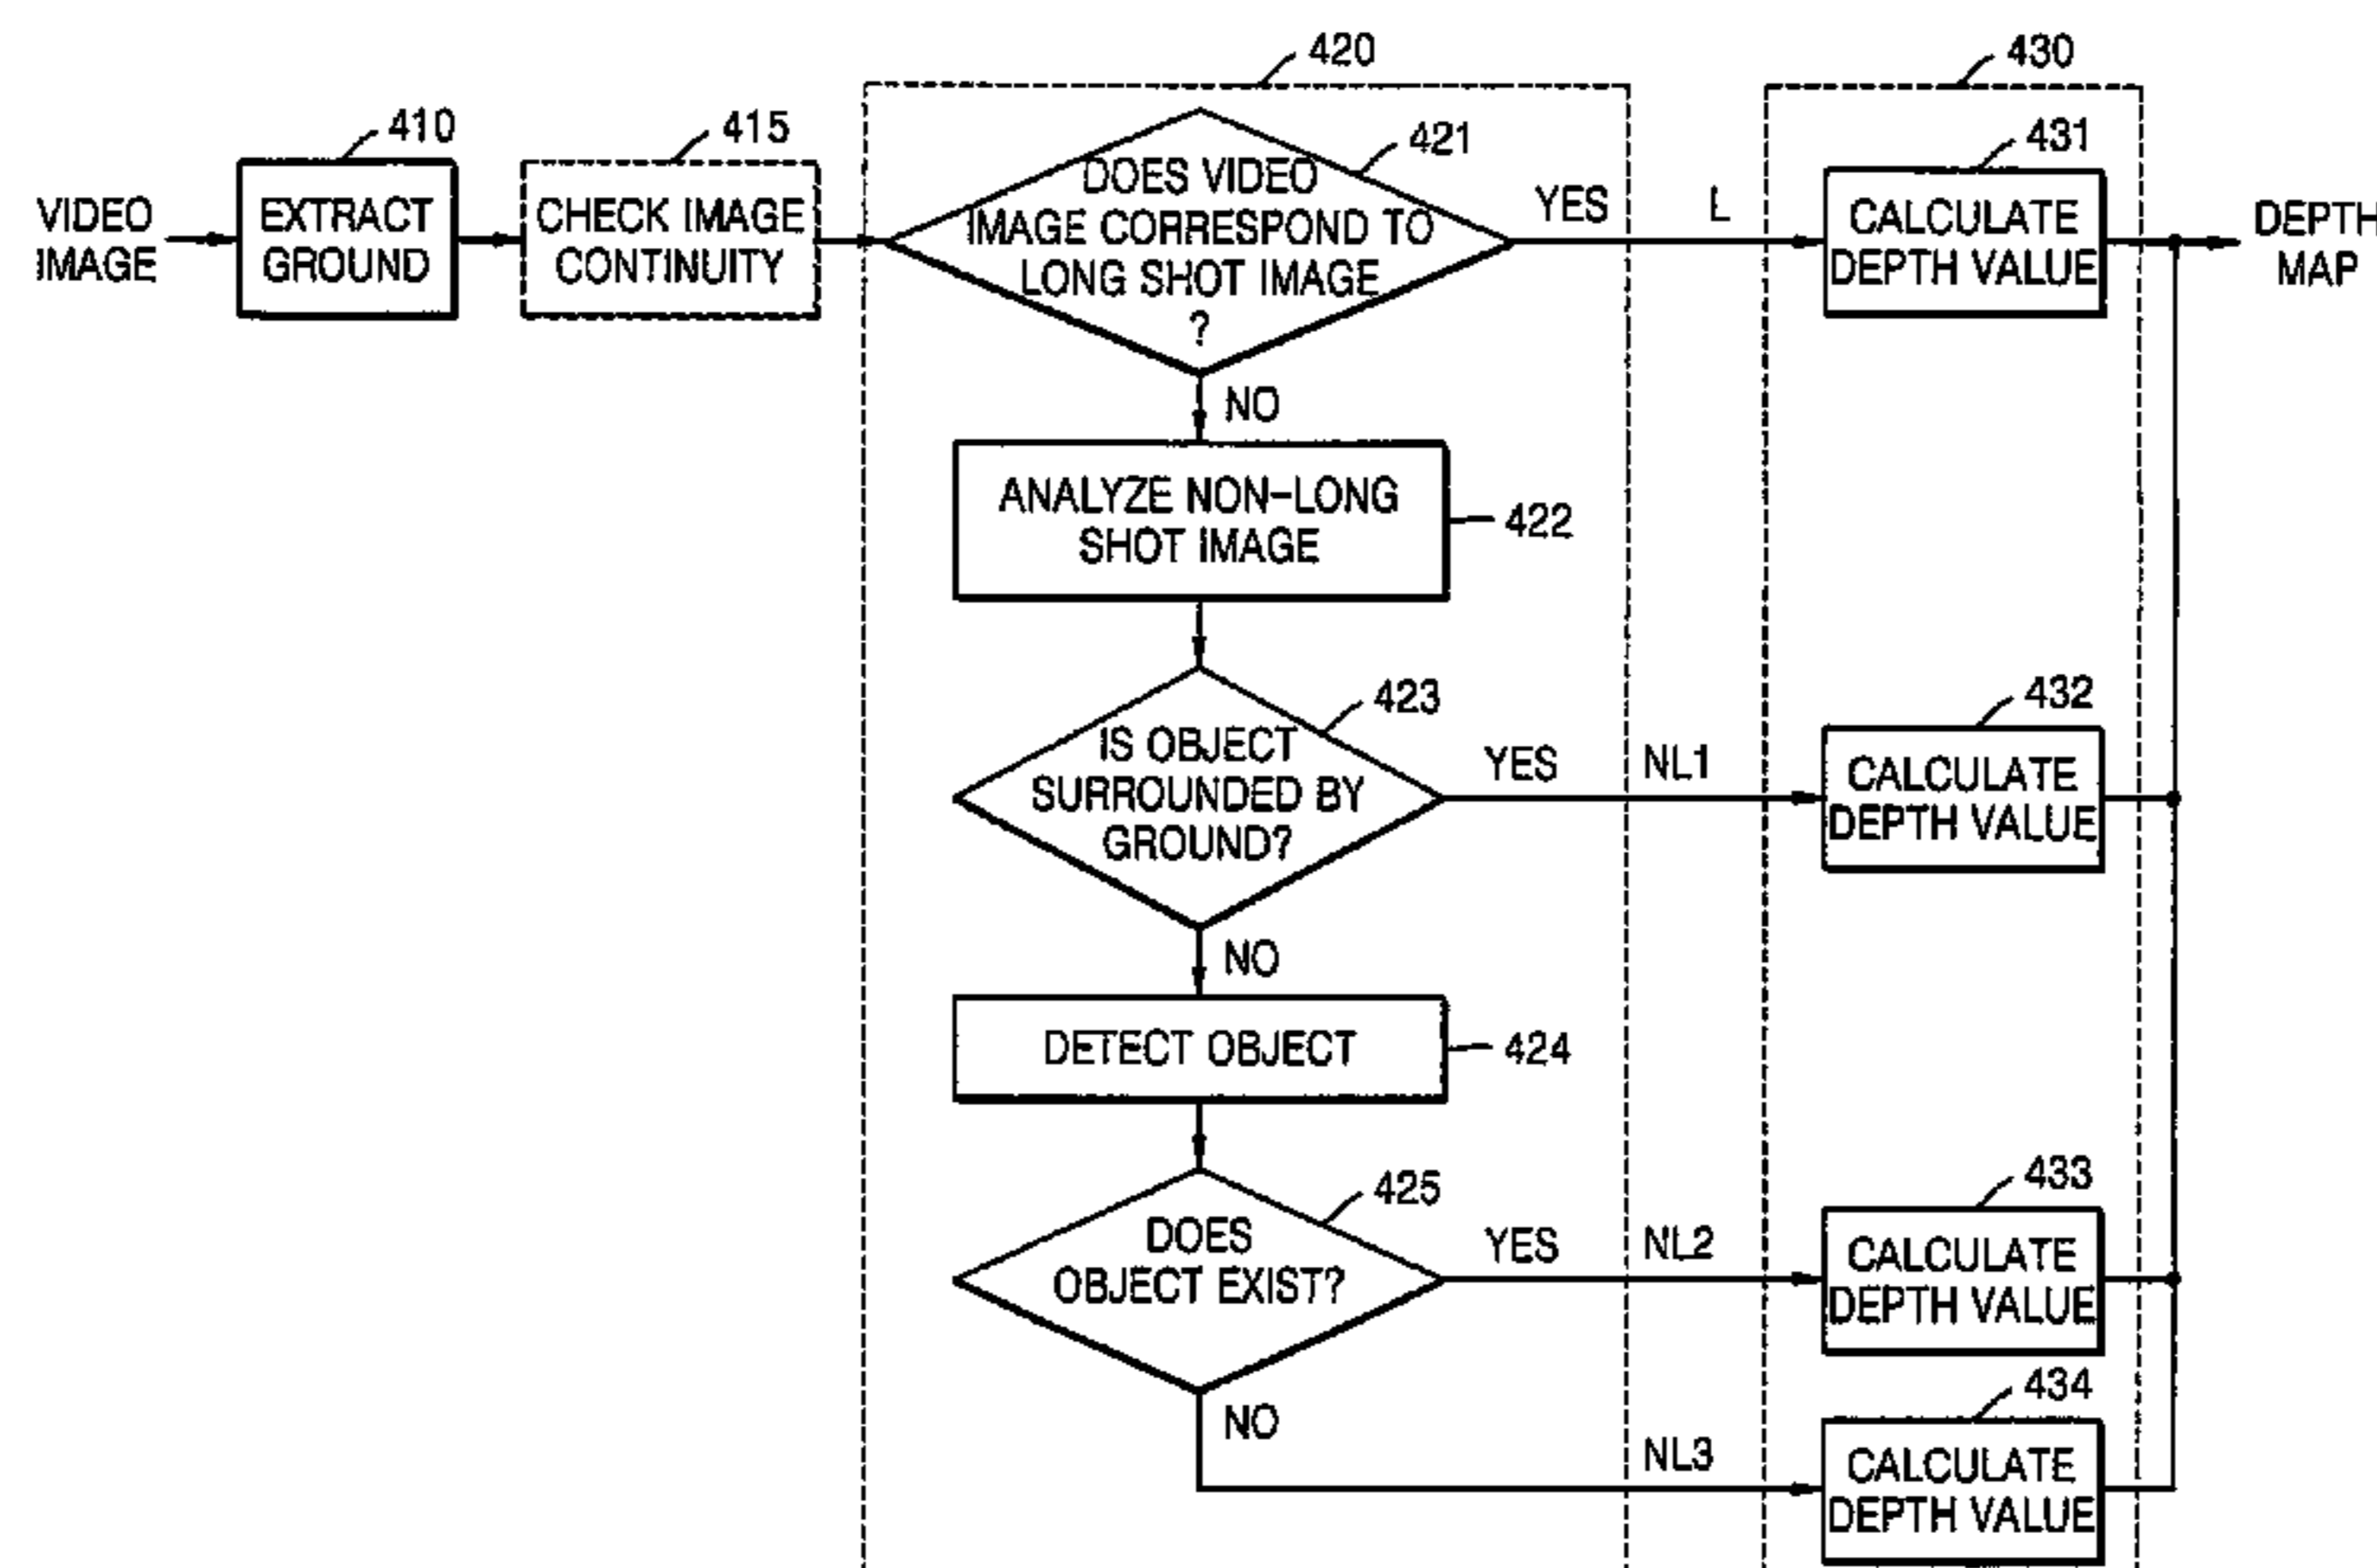 420
430
410
415
421
431
VIDEO
IMAGE
EXTRACT
GROUND
CHECK IMAGE
CONTINUITY
DOES VIDEO
IMAGE CORRESPOND TO
LONG SHOT IMAGE
?
YES
L
CALCULATE
DEPTH VALUE
DEPTH
MAP
NO
ANALYZE NON-LONG
SHOT IMAGE
422
423
432
IS OBJECT
SURROUNDED BY
GROUND?
YES
NL1
CALCULATE
DEPTH VALUE
NO
DETECT OBJECT
424
425
433
DOES
OBJECT EXIST?
YES
NL2
CALCULATE
DEPTH VALUE
434
NO
NL3
CALCULATE
DEPTH VALUE